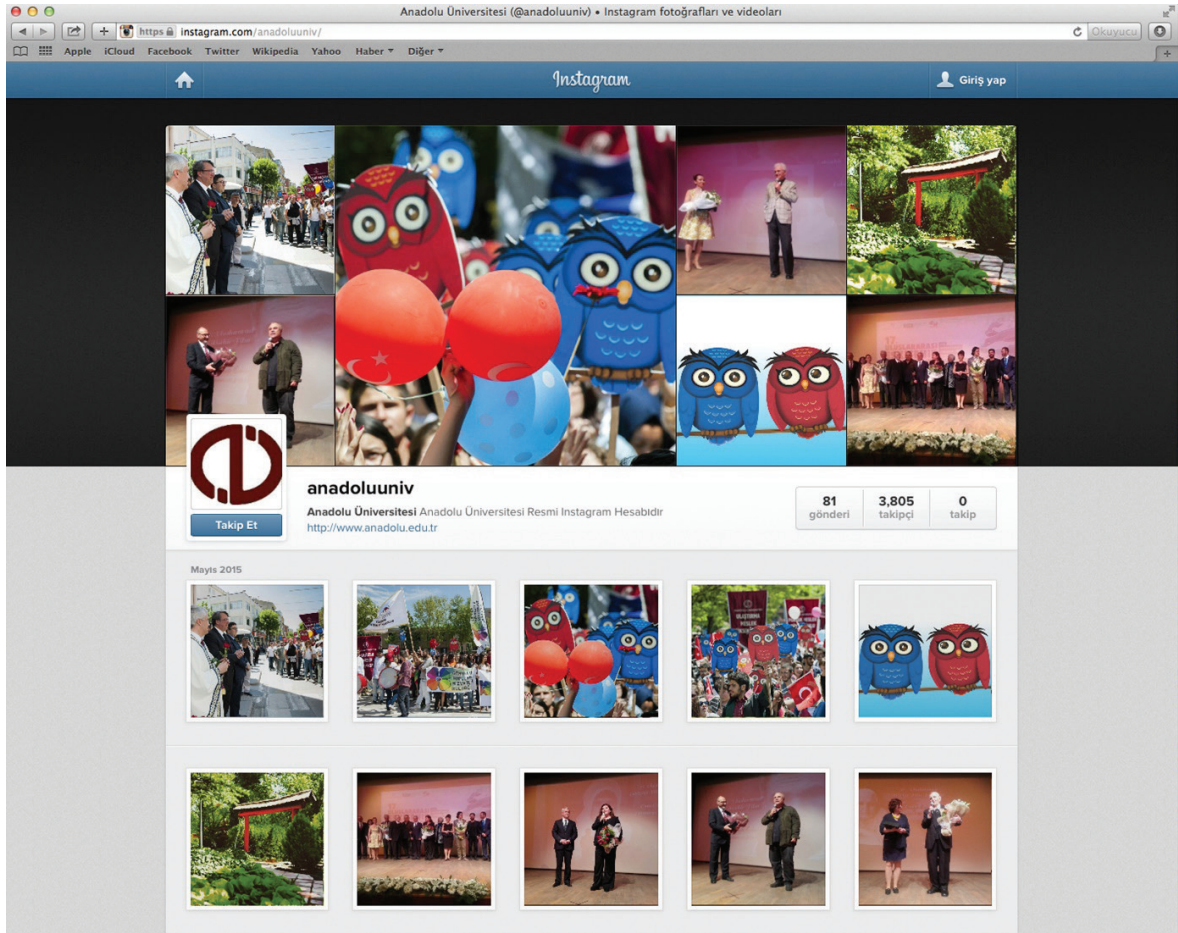 Anadolu Üniversitesi (@anadoluuniv) • Instagram fotoğrafları ve videoları
https instagram.com/anadoluuniv/
Okuyucu
Apple iCloud Facebook Twitter Wikipedia Yahoo Haber Diğer
Instagram
Giriş yap
anadoluuniv
Anadolu Üniversitesi Anadolu Üniversitesi Resmi Instagram Hesabıdır
http://www.anadolu.edu.tr
Takip Et
81 gönderi
3,805 takipçi
0 takip
Mayıs 2015